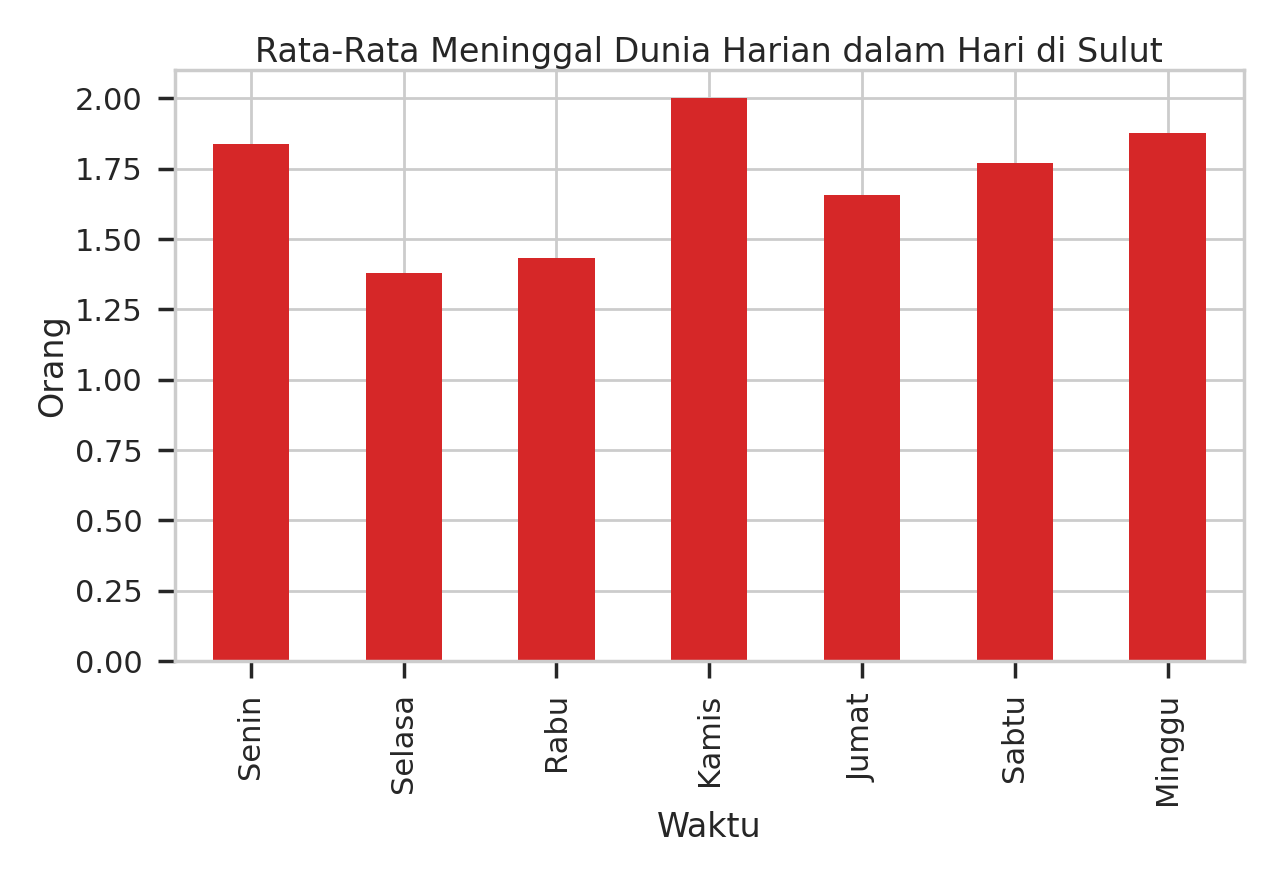 Rata-Rata Meninggal Dunia Harian dalam Hari di Sulut
2.00
1.75
1.50
1.25
1.00
0.75
0.50
0.25
0.00
Orang
Senin
Selasa
Rabu
Kamis
Jumat
Sabtu
Minggu
Waktu